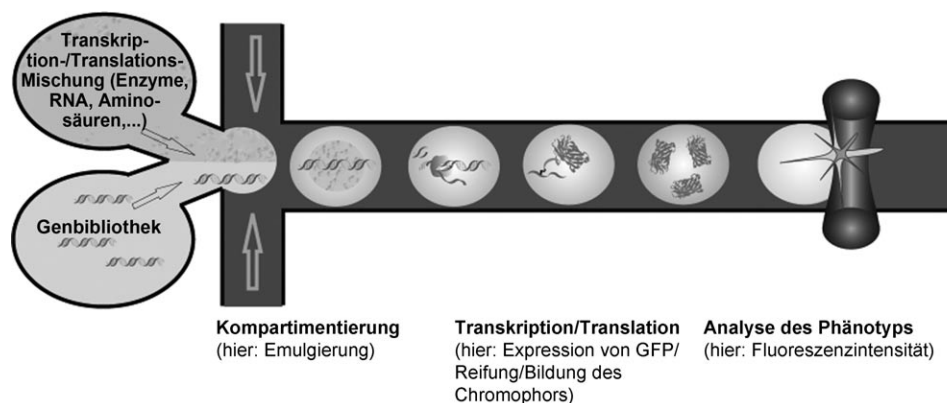 Transkrip-
tion-/Translations-
Mischung (Enzyme,
RNA, Amino-
säuren,...)
Genbibliothek
Kompartimentierung
(hier: Emulgierung)
Transkription/Translation
(hier: Expression von GFP/
Reifung/Bildung des
Chromophors)
Analyse des Phänotyps
(hier: Fluoreszenzintensität)